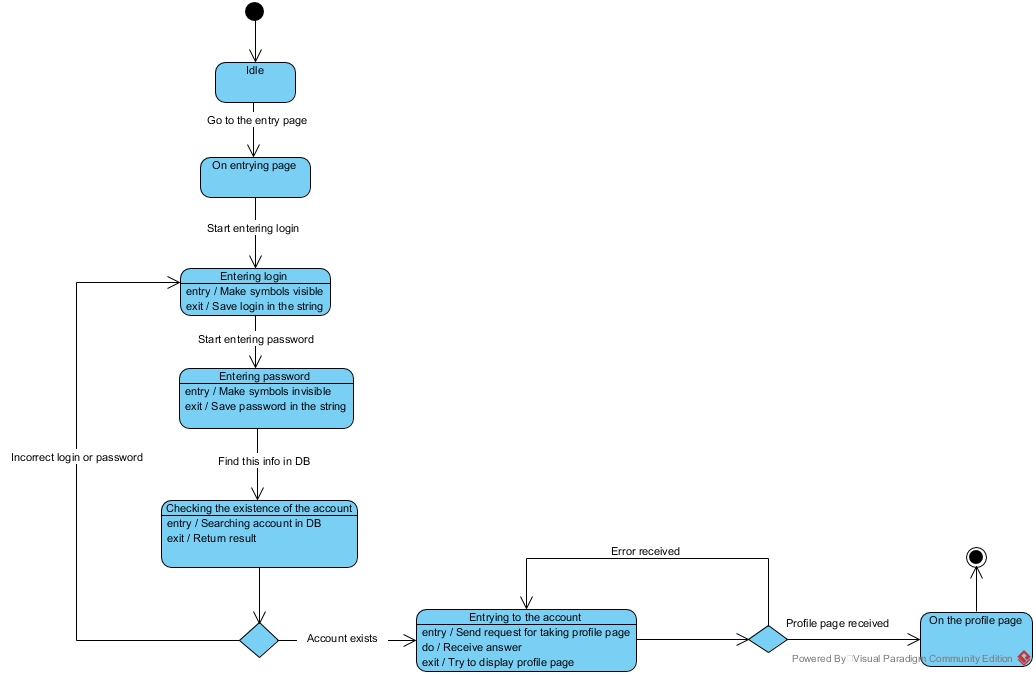 Idle
Go to the entry page
On entrying page
Start entering login
Entering login
entry / Make symbols visible
exit / Save login in the string
Start entering password
Entering password
entry / Make symbols invisible
exit / Save password in the string
Incorrect login or password
Find this info in DB
Checking the existence of the account
entry / Searching account in DB
exit / Return result
Account exists
Error received
Entrying to the account
entry / Send request for taking profile page
do / Receive answer
exit / Try to display profile page
Profile page received
On the profile page
Powered By Visual Paradigm Community Edition